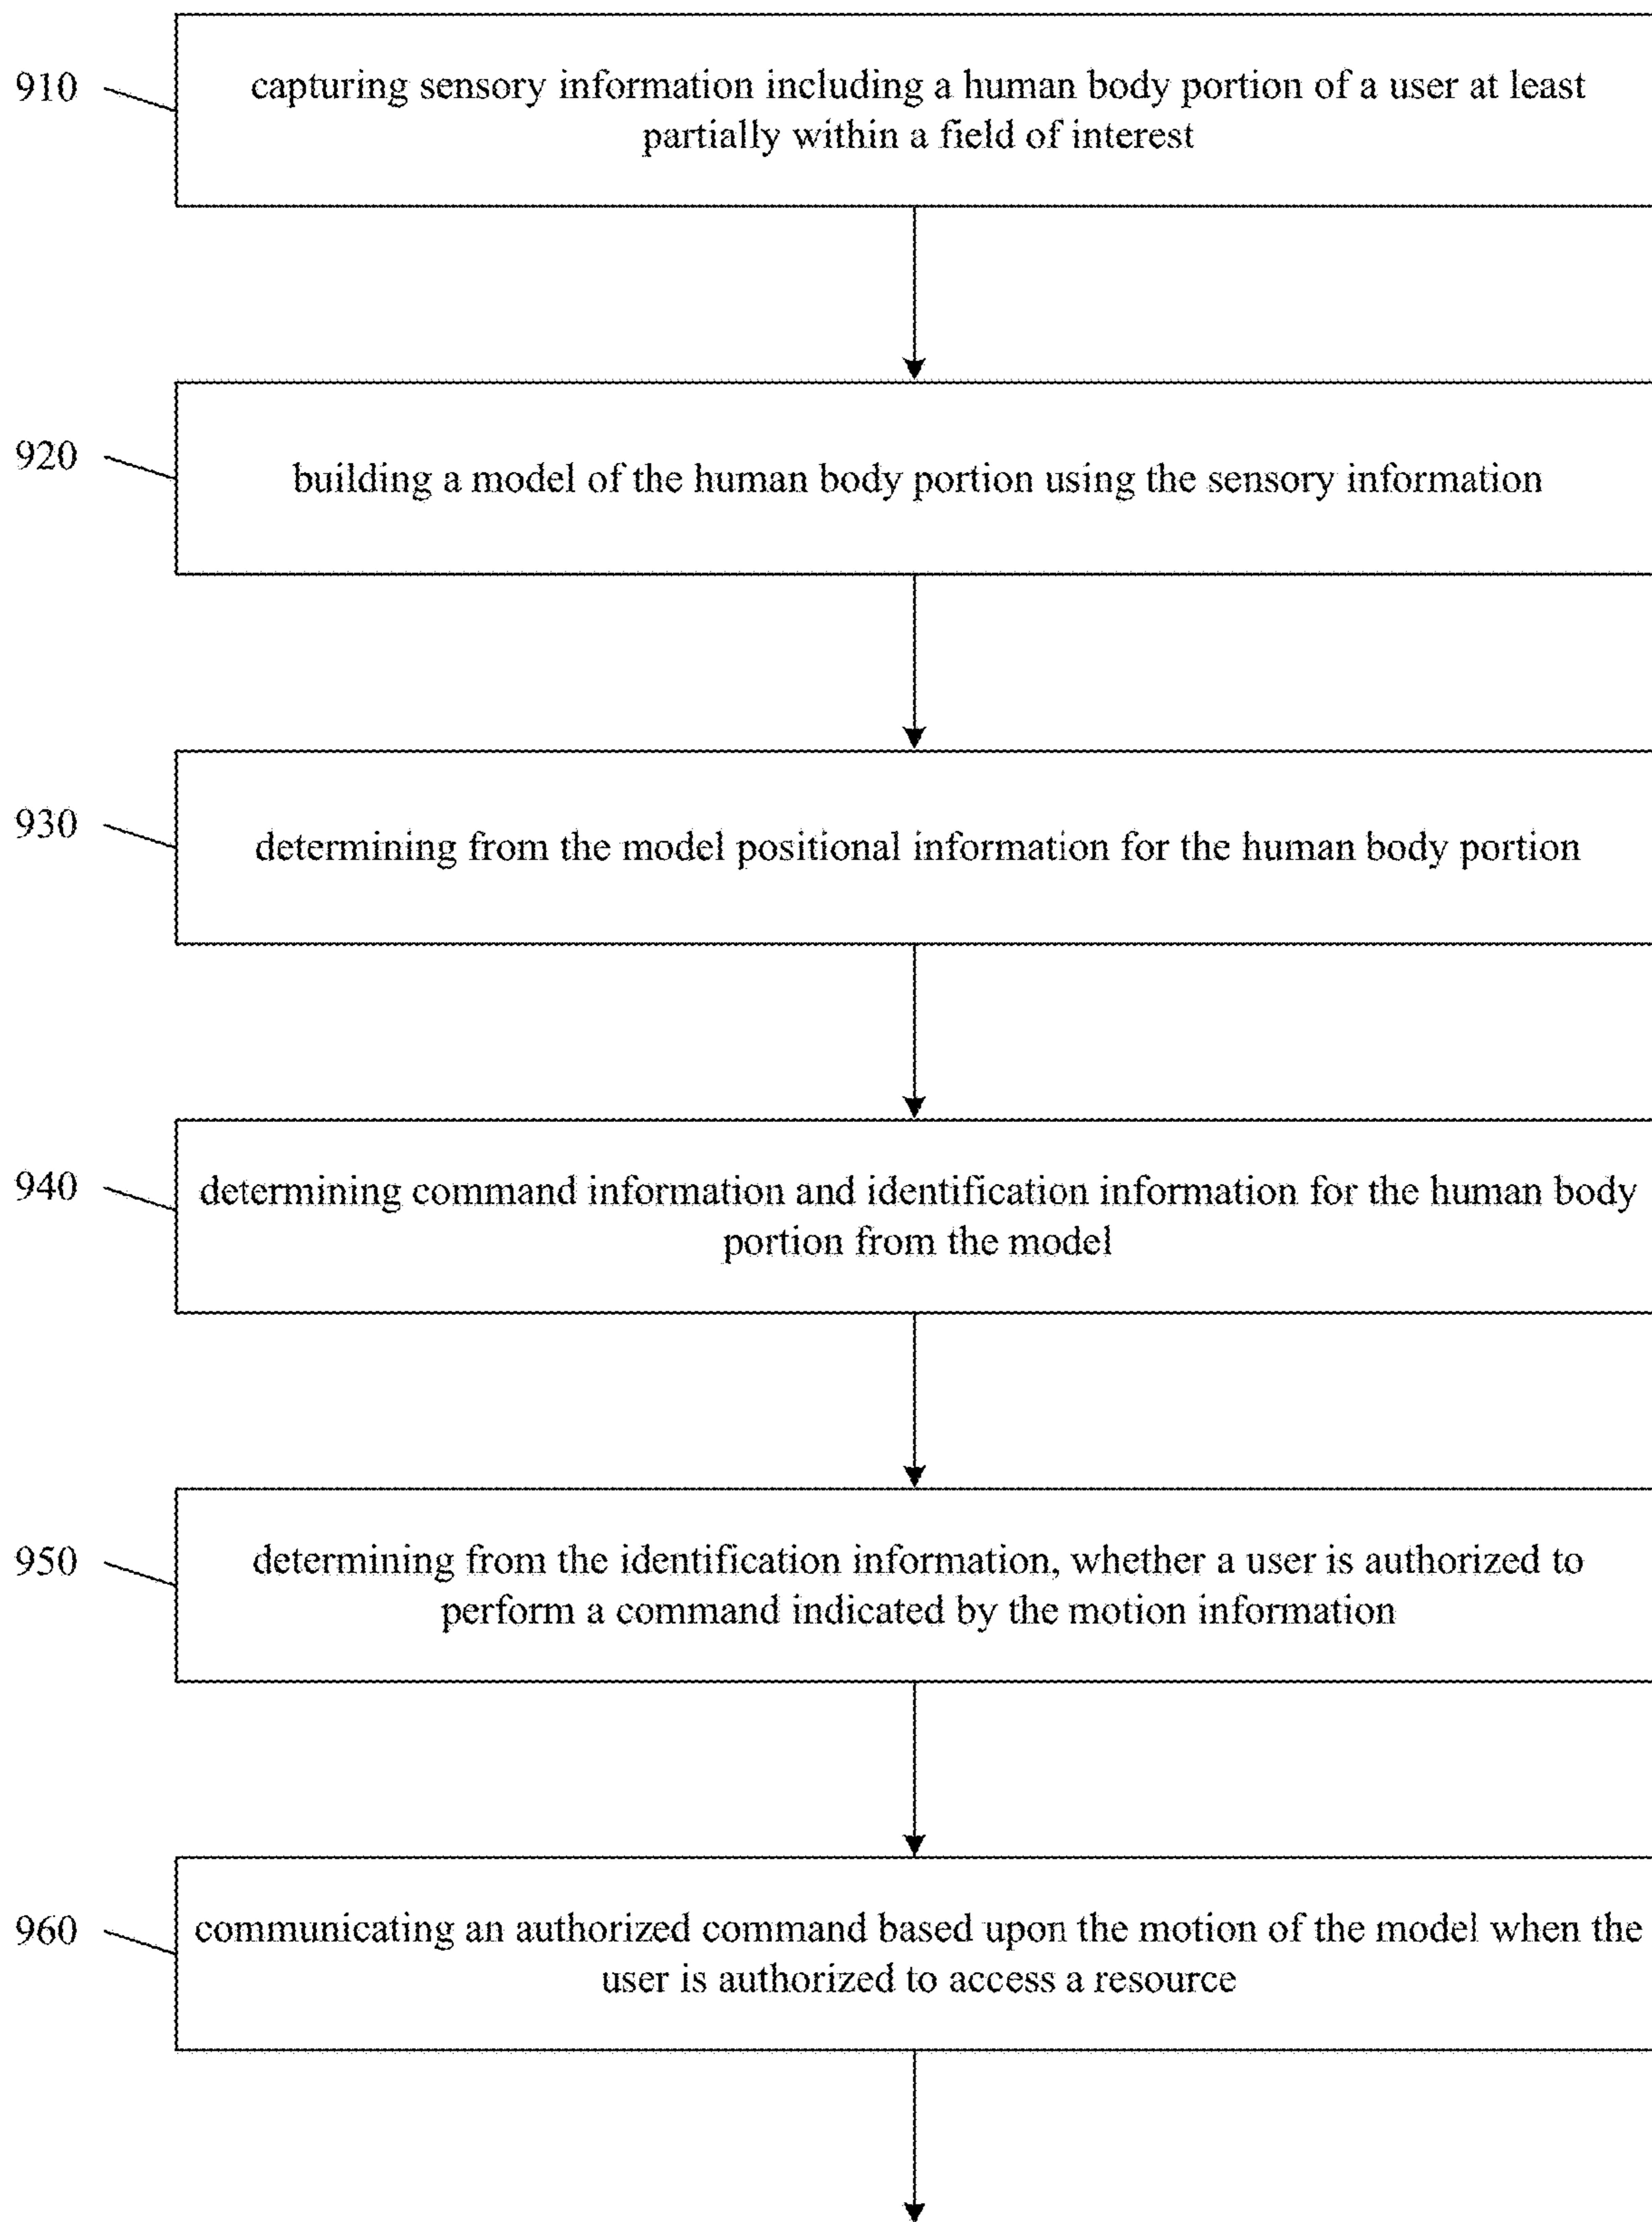 910
capturing sensory information including a human body portion of a user at least
partially within a field of interest
920
building a model of the human body portion using the sensory information
930
determining from the model positional information for the human body portion
940
determining command information and identification information for the human body
portion from the model
950
determining from the identification information, whether a user is authorized to
perform a command indicated by the motion information
960
communicating an authorized command based upon the motion of the model when the
user is authorized to access a resource